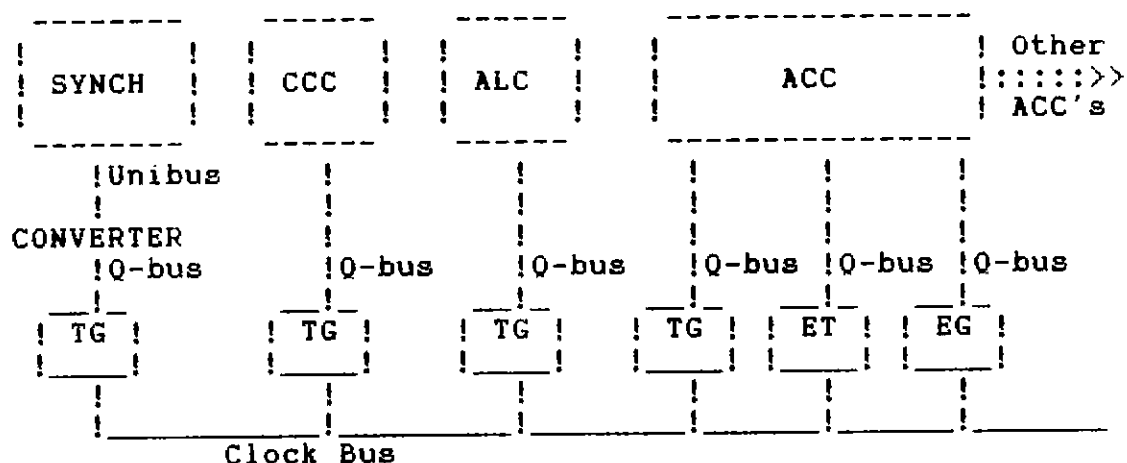 Other
SYNCH CCC ALC ACC :::::>>
ACC's
Unibus
CONVERTER
Q-bus Q-bus Q-bus Q-bus Q-bus Q-bus
TG TG TG TG ET EG
Clock Bus